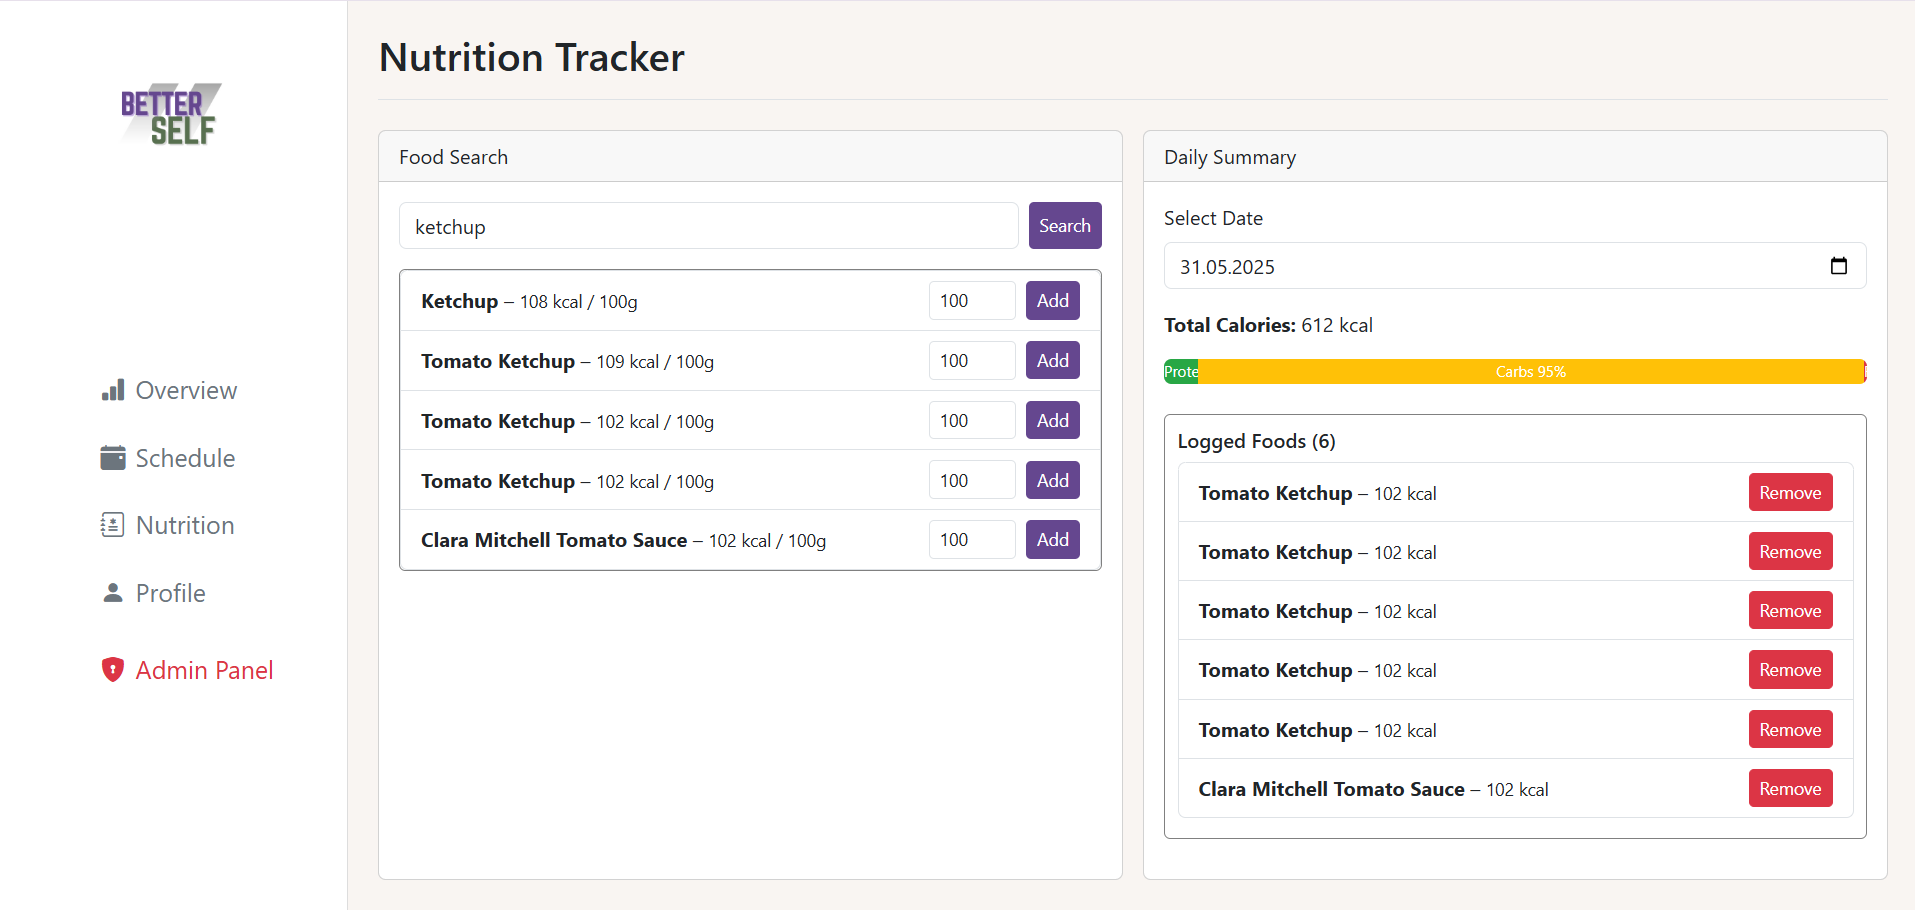 BETTER
SELF
Overview
Schedule
Nutrition
Profile
Admin Panel
Nutrition Tracker
Food Search
ketchup
Search
Ketchup – 108 kcal / 100g 100 Add
Tomato Ketchup – 109 kcal / 100g 100 Add
Tomato Ketchup – 102 kcal / 100g 100 Add
Tomato Ketchup – 102 kcal / 100g 100 Add
Clara Mitchell Tomato Sauce – 102 kcal / 100g 100 Add
Daily Summary
Select Date
31.05.2025
Total Calories: 612 kcal
Prote Carbs 95%
Logged Foods (6)
Tomato Ketchup – 102 kcal Remove
Tomato Ketchup – 102 kcal Remove
Tomato Ketchup – 102 kcal Remove
Tomato Ketchup – 102 kcal Remove
Tomato Ketchup – 102 kcal Remove
Clara Mitchell Tomato Sauce – 102 kcal Remove